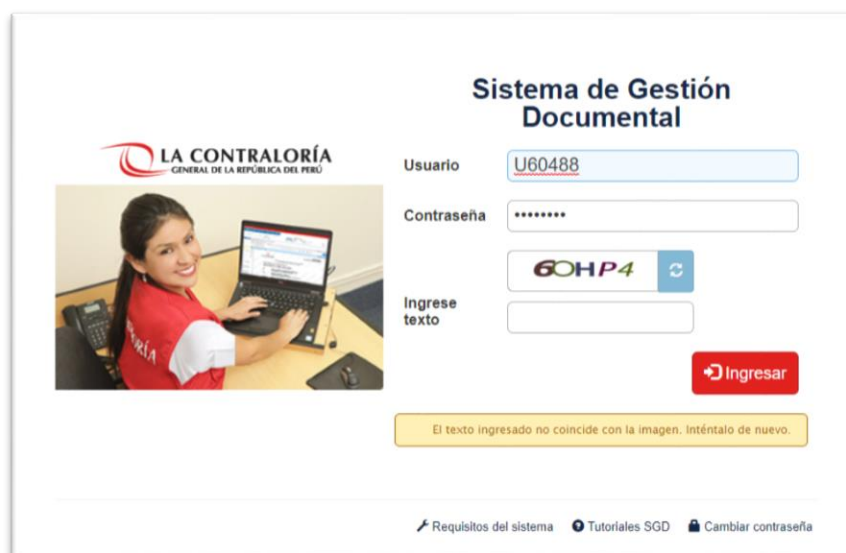 Sistema de Gestión
Documental
LA CONTRALORÍA
GENERAL DE LA REPÚBLICA DEL PERÚ
Usuario
U60488
Contraseña
••••••••
6OHP4
Ingrese
texto
Ingresar
El texto ingresado no coincide con la imagen. Inténtalo de nuevo.
Requisitos del sistema
Tutoriales SGD
Cambiar contraseña